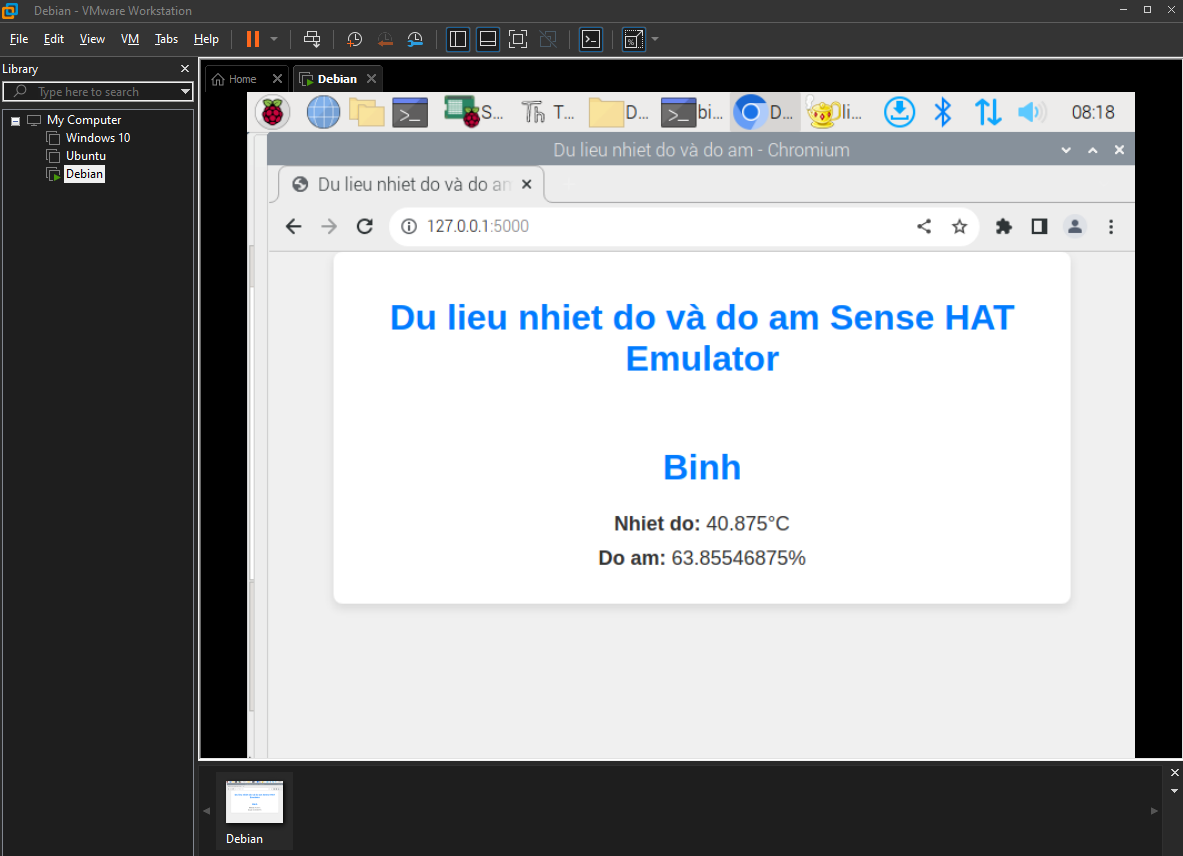 Debian - VMware Workstation
File Edit View VM Tabs Help
Library
Type here to search
My Computer
Windows 10
Ubuntu
Debian
Home
Debian
S... Th T... D... bi... D... li... 08:18
Du lieu nhiet do và do am - Chromium
Du lieu nhiet do và do am
127.0.0.1:5000
Du lieu nhiet do và do am Sense HAT
Emulator
Binh
Nhiet do: 40.875°C
Do am: 63.85546875%
Debian